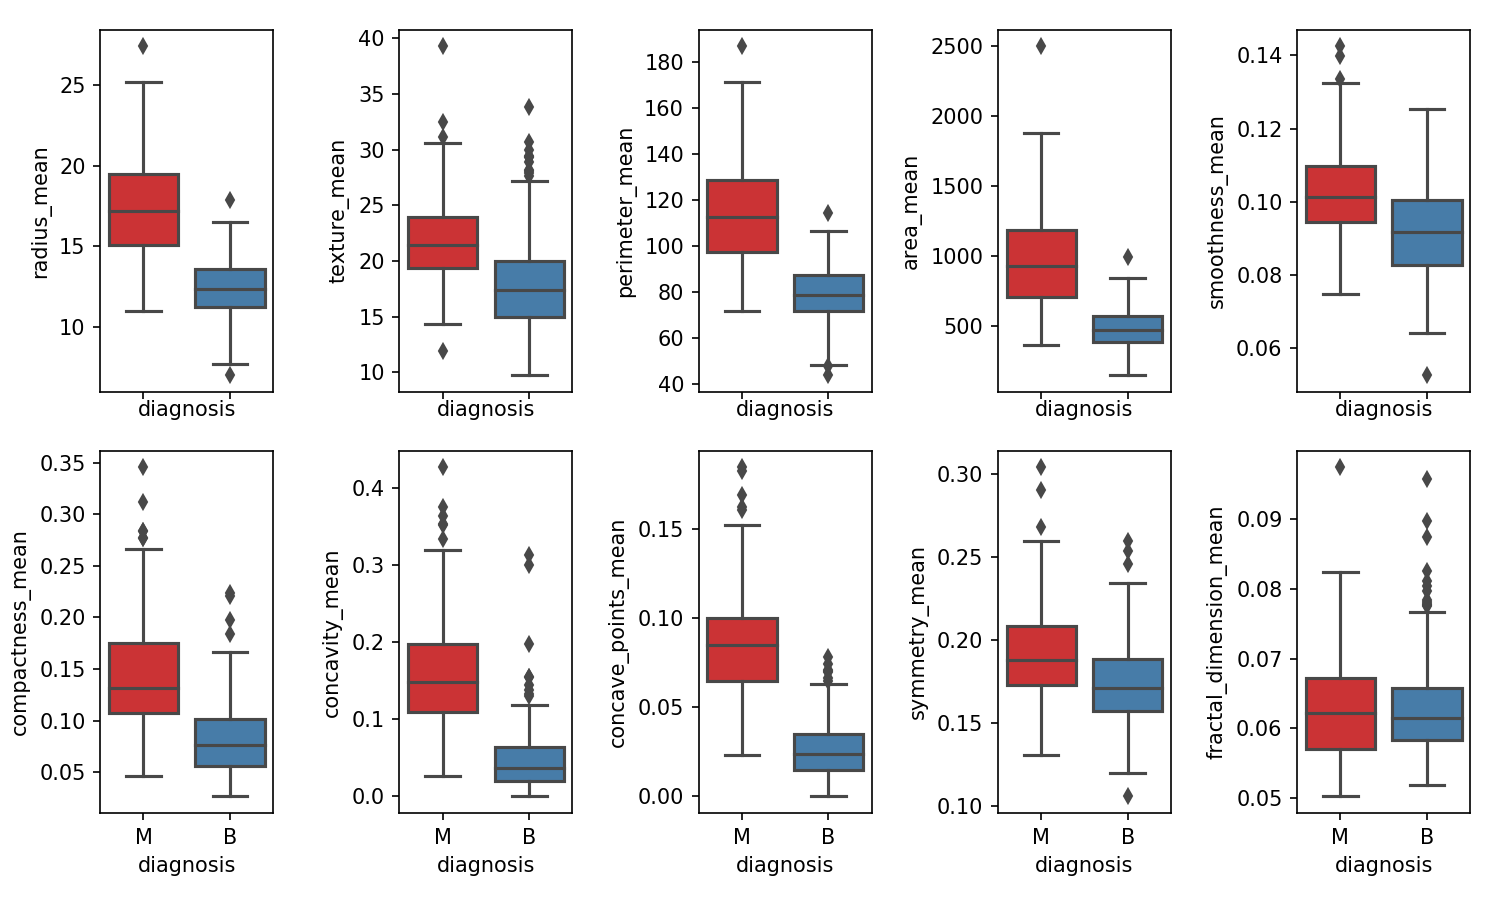 radius_mean
25
20
15
10
diagnosis
texture_mean
40
35
30
25
20
15
10
diagnosis
perimeter_mean
180
160
140
120
100
80
60
40
diagnosis
area_mean
2500
2000
1500
1000
500
diagnosis
smoothness_mean
0.14
0.12
0.10
0.08
0.06
diagnosis
compactness_mean
0.35
0.30
0.25
0.20
0.15
0.10
0.05
M B
diagnosis
concavity_mean
0.4
0.3
0.2
0.1
0.0
M B
diagnosis
concave_points_mean
0.15
0.10
0.05
0.00
M B
diagnosis
symmetry_mean
0.30
0.25
0.20
0.15
0.10
M B
diagnosis
fractal_dimension_mean
0.09
0.08
0.07
0.06
0.05
M B
diagnosis